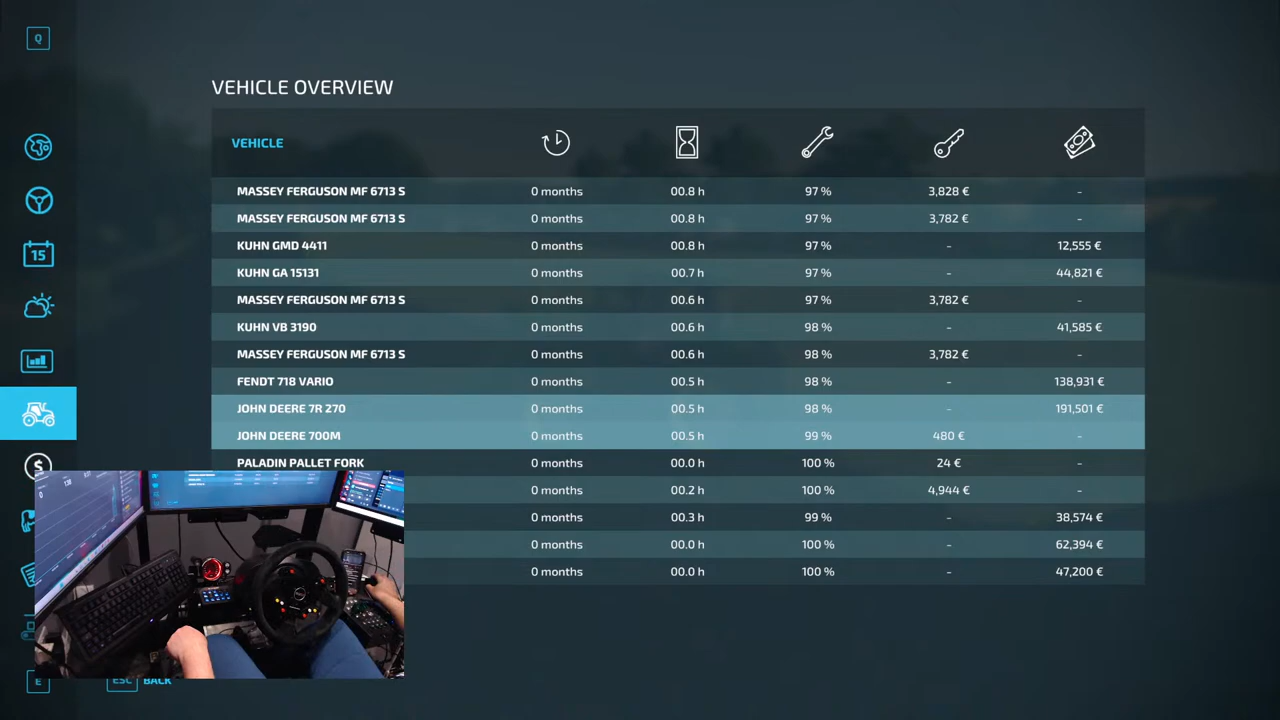 Q
VEHICLE OVERVIEW
VEHICLE
MASSEY FERGUSON MF 6713 S 0 months 00.8 h 97 % 3,828 € -
MASSEY FERGUSON MF 6713 S 0 months 00.8 h 97 % 3,782 € -
KUHN GMD 4411 0 months 00.8 h 97 % - 12,555 €
KUHN GA 15131 0 months 00.7 h 97 % - 44,821 €
MASSEY FERGUSON MF 6713 S 0 months 00.6 h 97 % 3,782 € -
KUHN VB 3190 0 months 00.6 h 98 % - 41,585 €
MASSEY FERGUSON MF 6713 S 0 months 00.6 h 98 % 3,782 € -
FENDT 718 VARIO 0 months 00.5 h 98 % - 138,931 €
JOHN DEERE 7R 270 0 months 00.5 h 98 % - 191,501 €
JOHN DEERE 700M 0 months 00.5 h 99 % 480 € -
PALADIN PALLET FORK 0 months 00.0 h 100 % 24 € -
0 months 00.2 h 100 % 4,944 € -
0 months 00.3 h 99 % - 38,574 €
0 months 00.0 h 100 % - 62,394 €
0 months 00.0 h 100 % - 47,200 €
15
$
E
ESC BACK